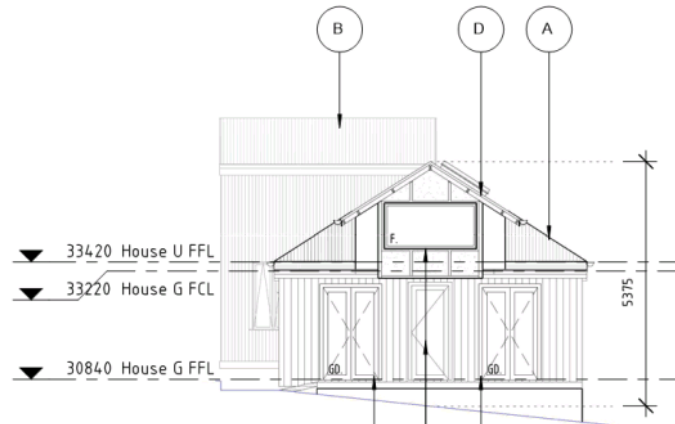 B D A
33420 House U FFL
33220 House G FCL
30840 House G FFL
F.
GD.
GD.
5375